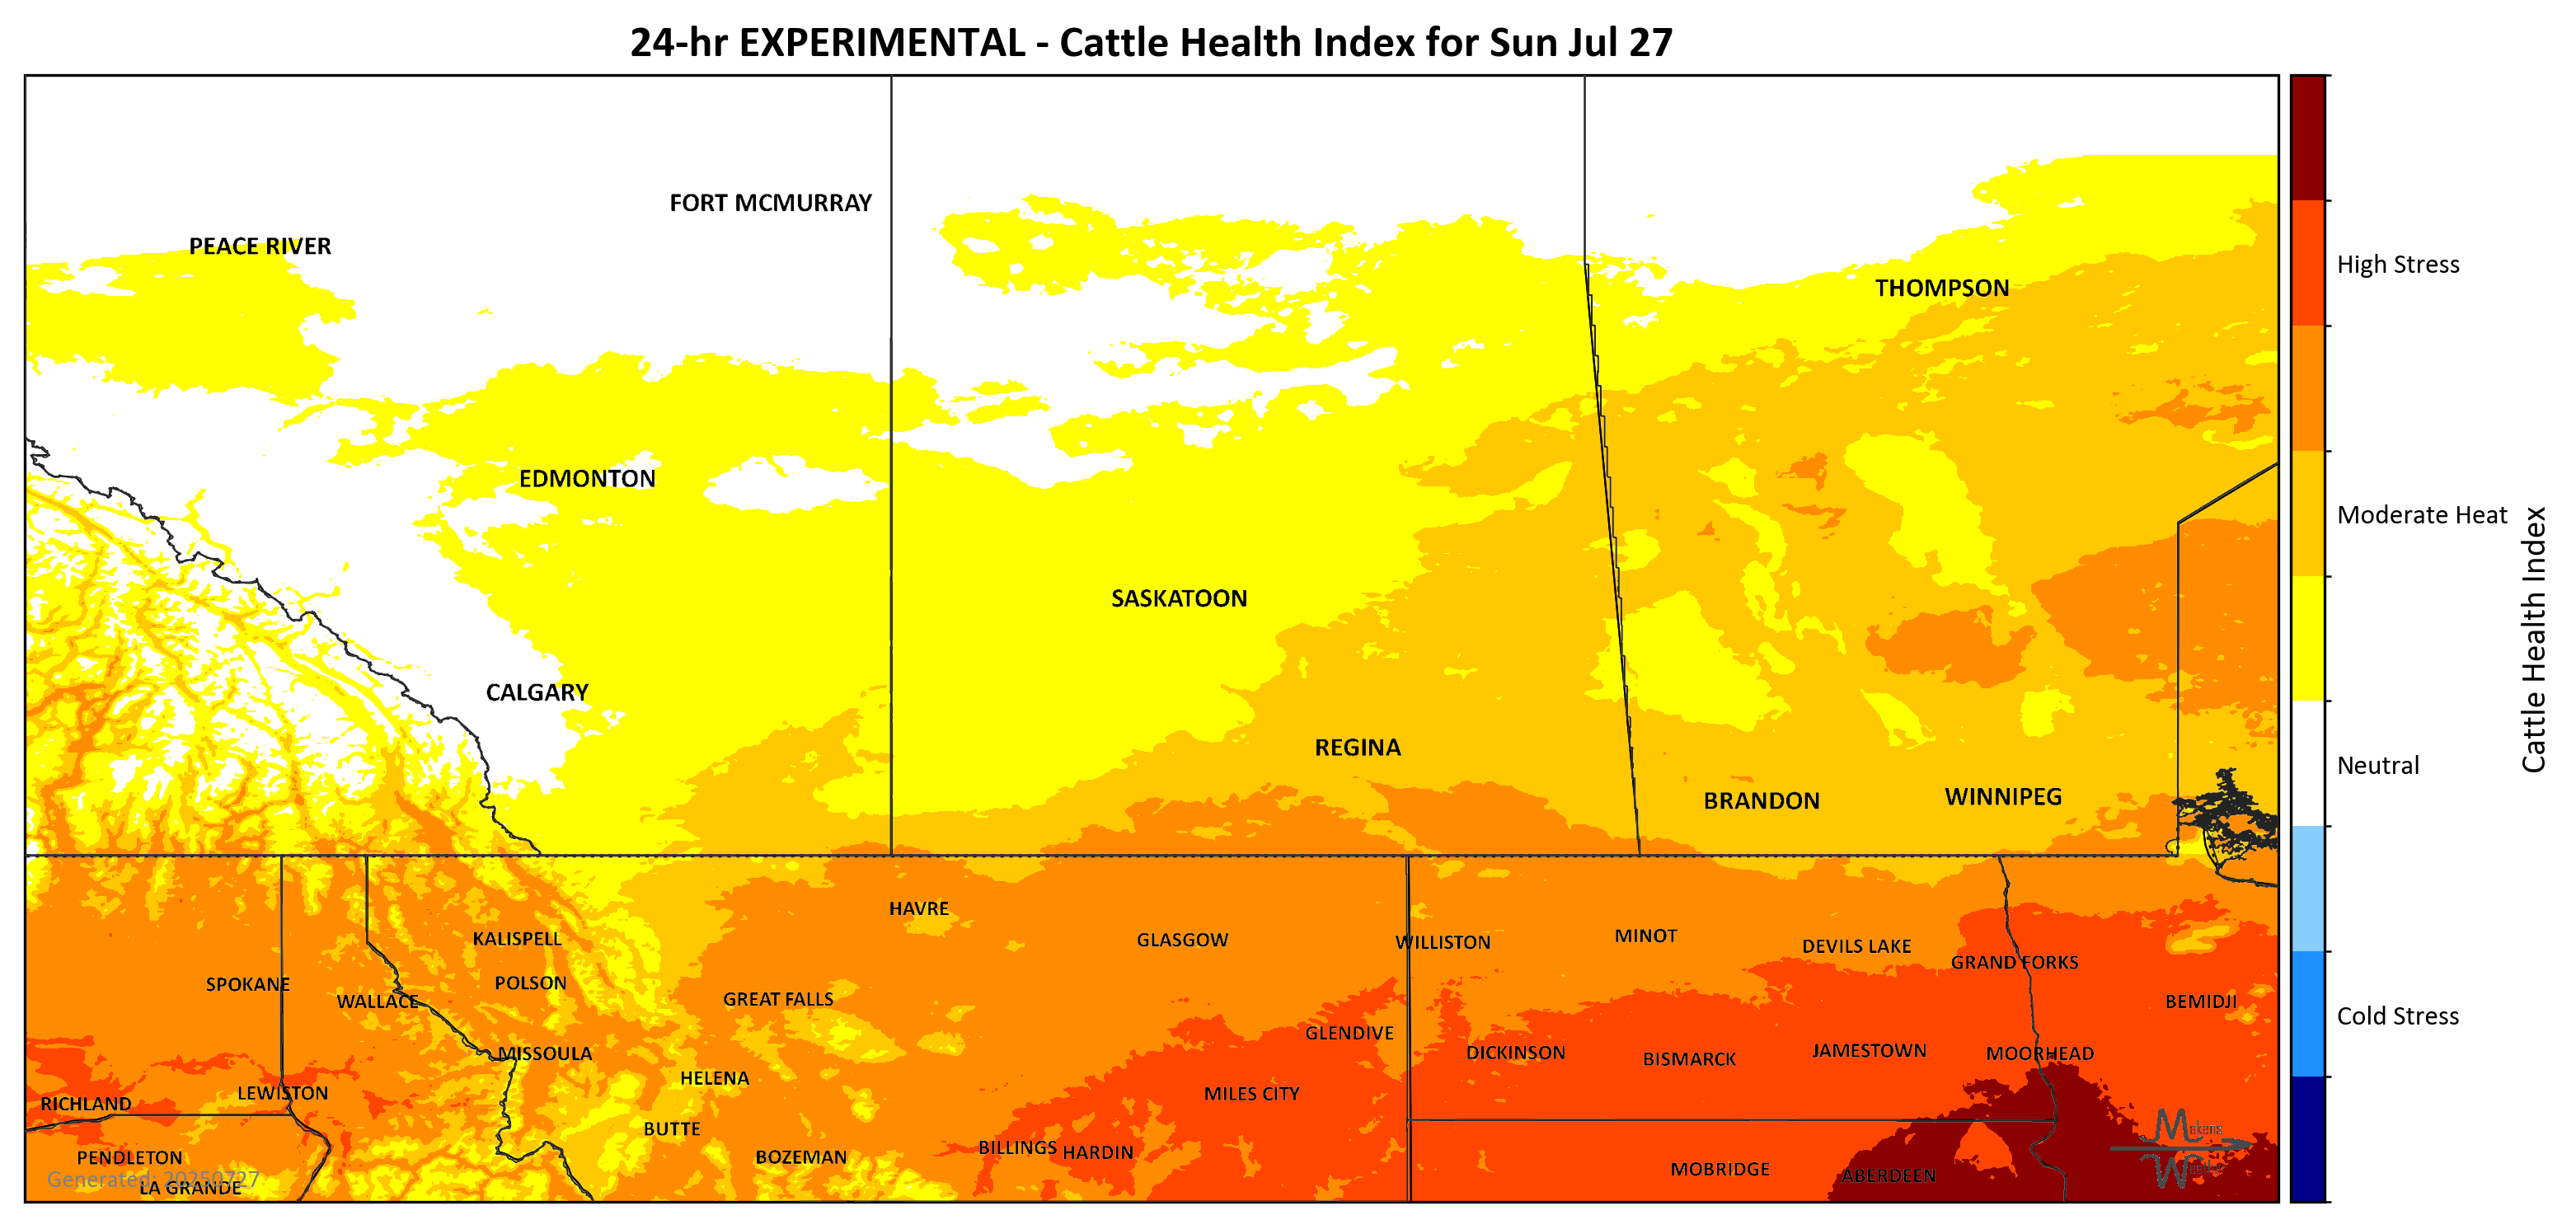 24-hr EXPERIMENTAL - Cattle Health Index for Sun Jul 27
FORT MCMURRAY
PEACE RIVER
THOMPSON
EDMONTON
SASKATOON
CALGARY
REGINA
BRANDON
WINNIPEG
HAVRE
KALISPELL
GLASGOW
WILLISTON
MINOT
DEVILS LAKE
GRAND FORKS
SPOKANE
POLSON
WALLACE
GREAT FALLS
BEMIDJI
GLENDIVE
MISSOULA
DICKINSON
BISMARCK
JAMESTOWN
MOORHEAD
HELENA
LEWISTON
MILES CITY
RICHLAND
BUTTE
BILLINGS
HARDIN
PENDLETON
BOZEMAN
MOBRIDGE
ABERDEEN
LA GRANDE
Generated: 20250727
Makens
Weather
High Stress
Moderate Heat
Neutral
Cold Stress
Cattle Health Index